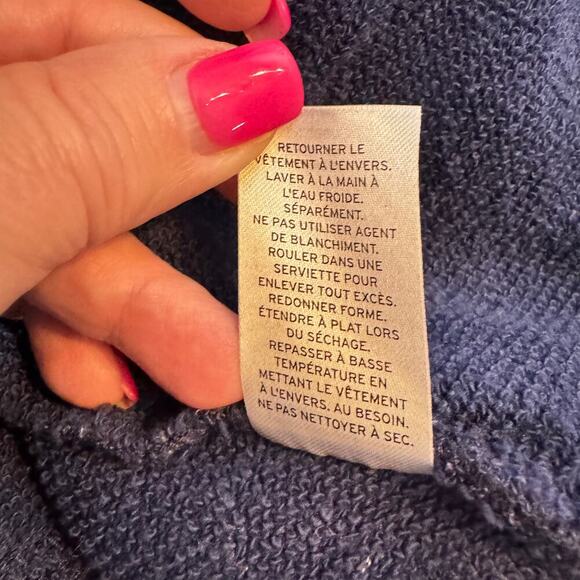 RETOURNER LE
VÊTEMENT À L'ENVERS.
LAVER À LA MAIN À
L'EAU FROIDE.
SÉPARÉMENT.
NE PAS UTILISER AGENT
DE BLANCHIMENT.
ROULER DANS UNE
SERVIETTE POUR
ENLEVER TOUT EXCÈS.
REDONNER FORME.
ÉTENDRE À PLAT LORS
DU SÉCHAGE.
REPASSER À BASSE
TEMPÉRATURE EN
METTANT LE VÊTEMENT
À L'ENVERS. AU BESOIN.
NE PAS NETTOYER À SEC.